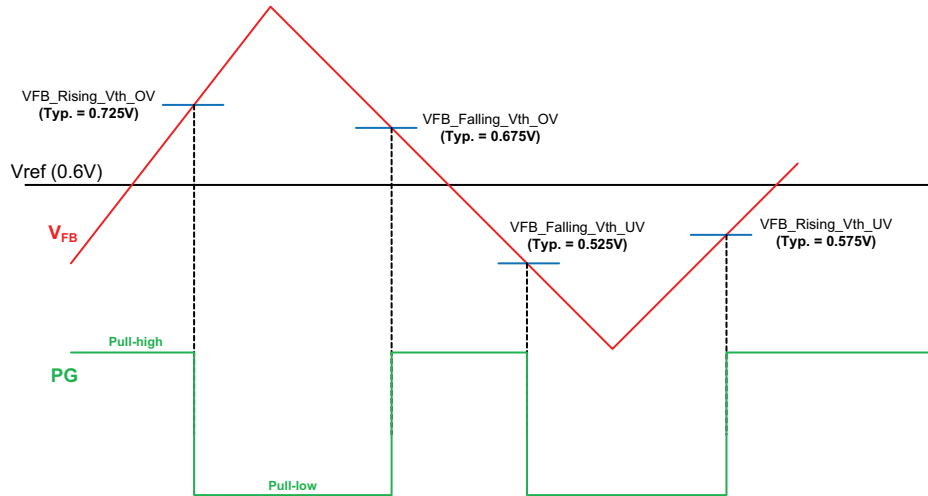 VFB_Rising_Vth_OV
(Typ. = 0.725V)
VFB_Falling_Vth_OV
(Typ. = 0.675V)
Vref (0.6V)
VFB
VFB_Falling_Vth_UV
(Typ. = 0.525V)
VFB_Rising_Vth_UV
(Typ. = 0.575V)
Pull-high
PG
Pull-low